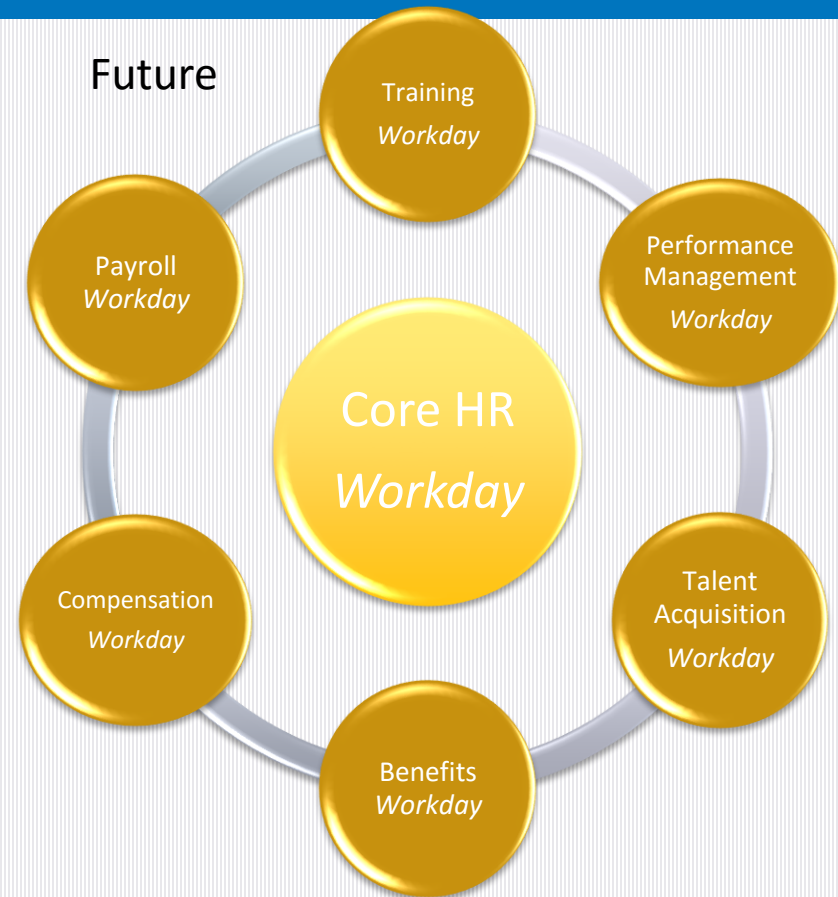 Future
Training
Workday
Performance
Management
Workday
Payroll
Workday
Core HR
Workday
Talent
Acquisition
Workday
Compensation
Workday
Benefits
Workday